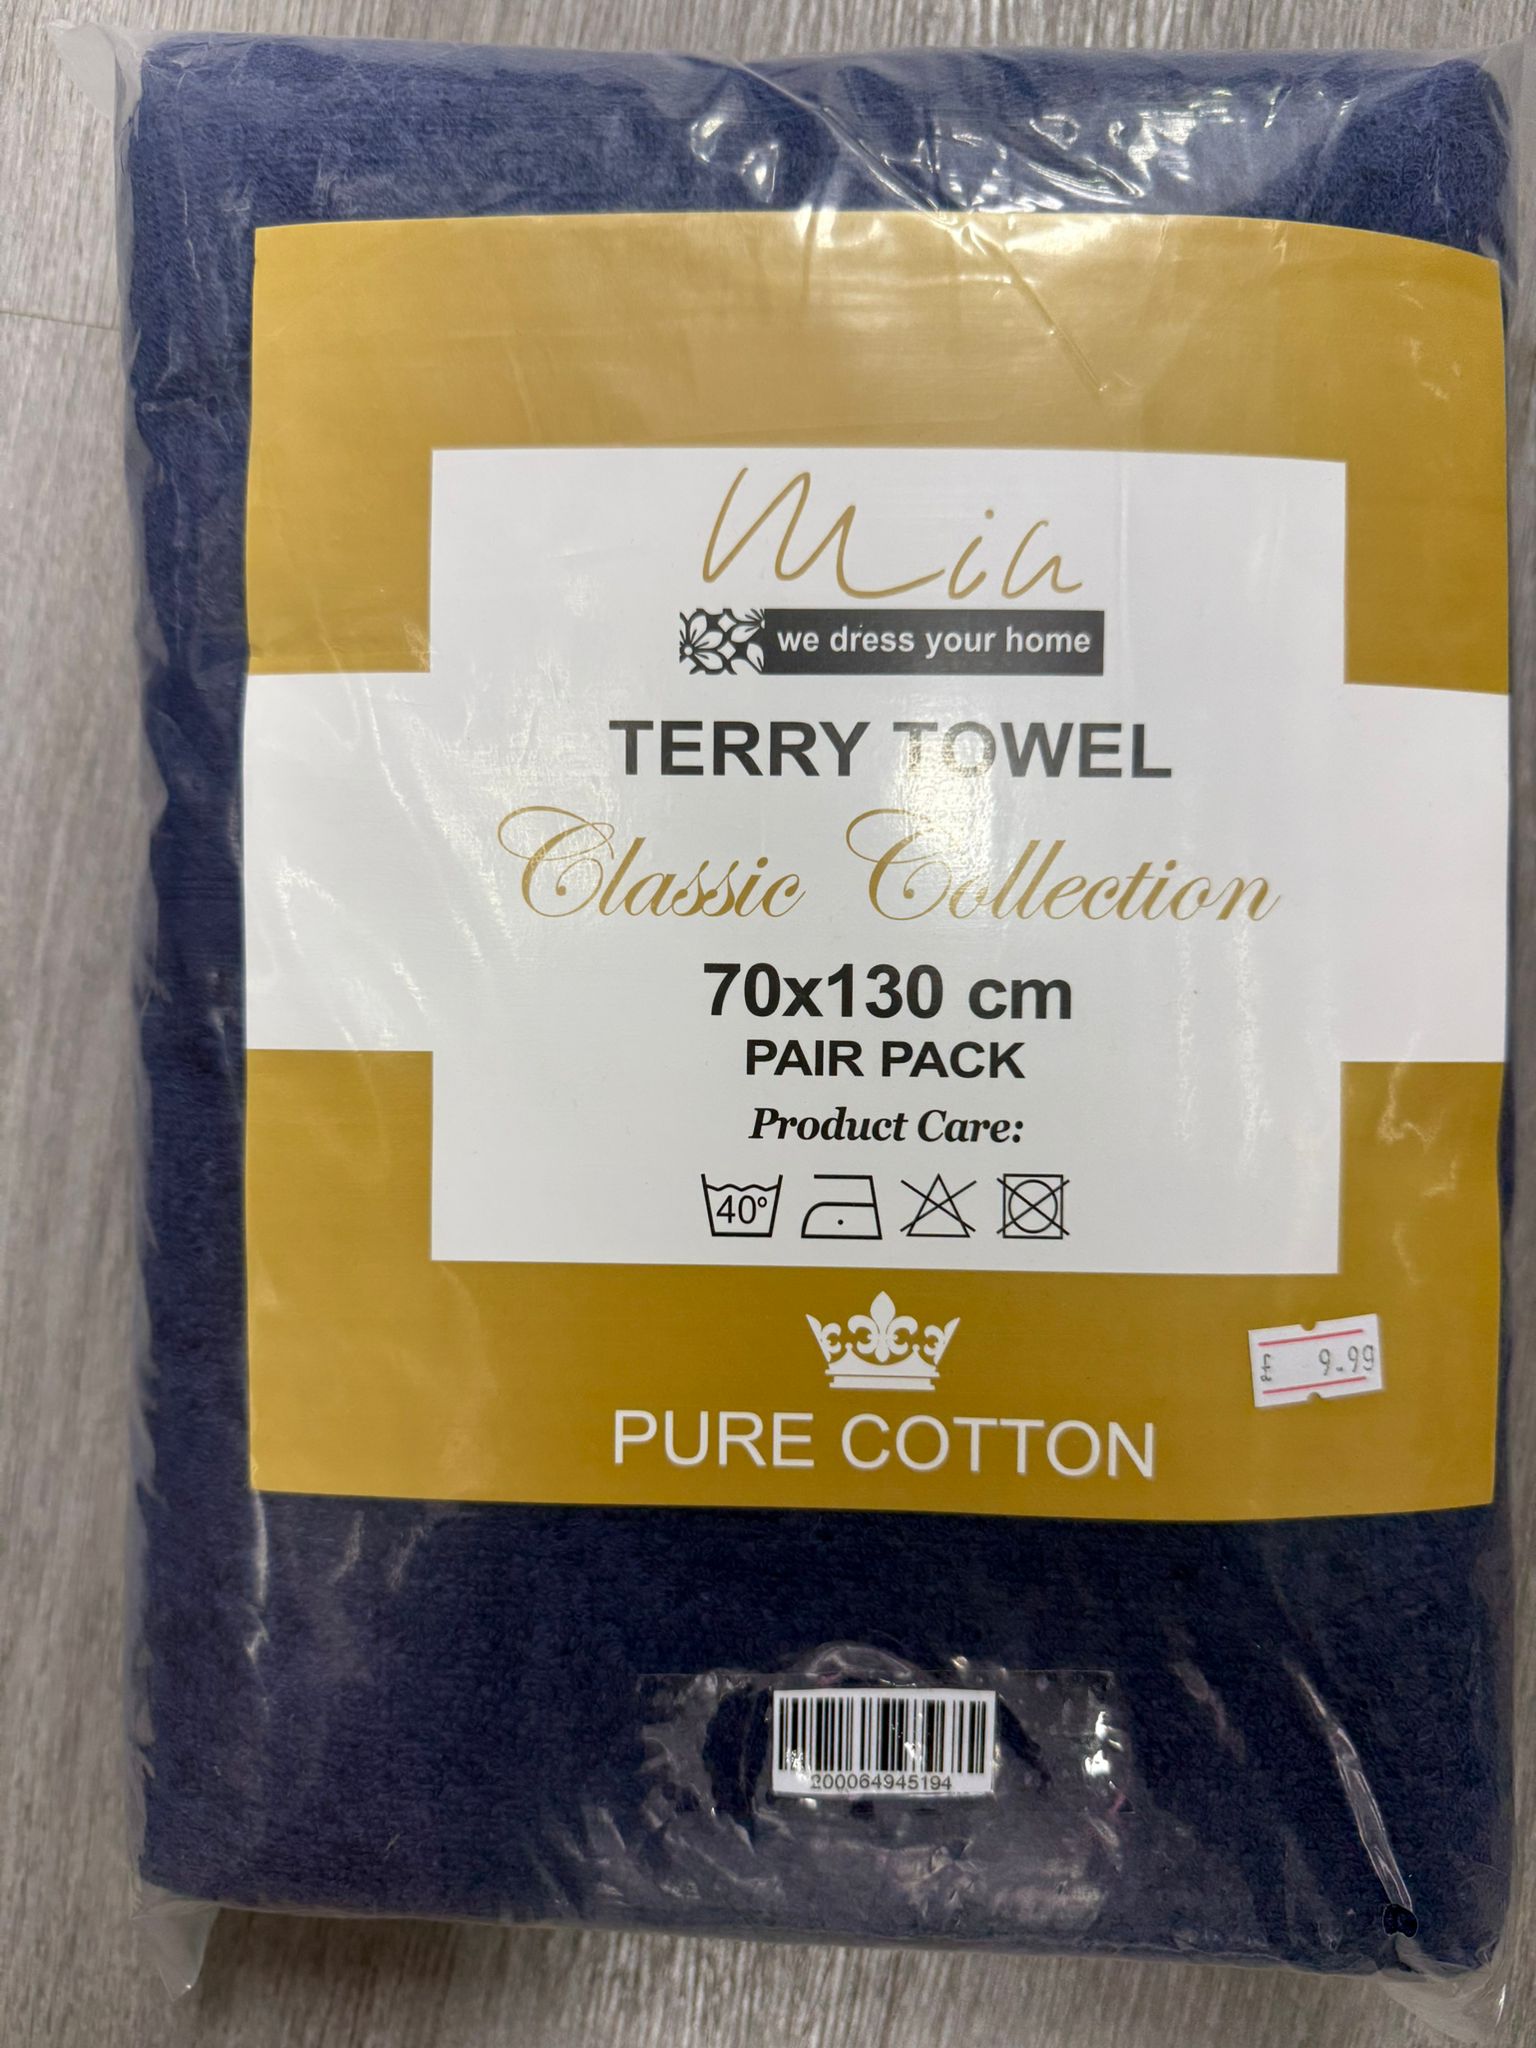 Mia
we dress your home
TERRY TOWEL
Classic Collection
70x130 cm
PAIR PACK
Product Care:
40°
£ 9.99
PURE COTTON
200064945194